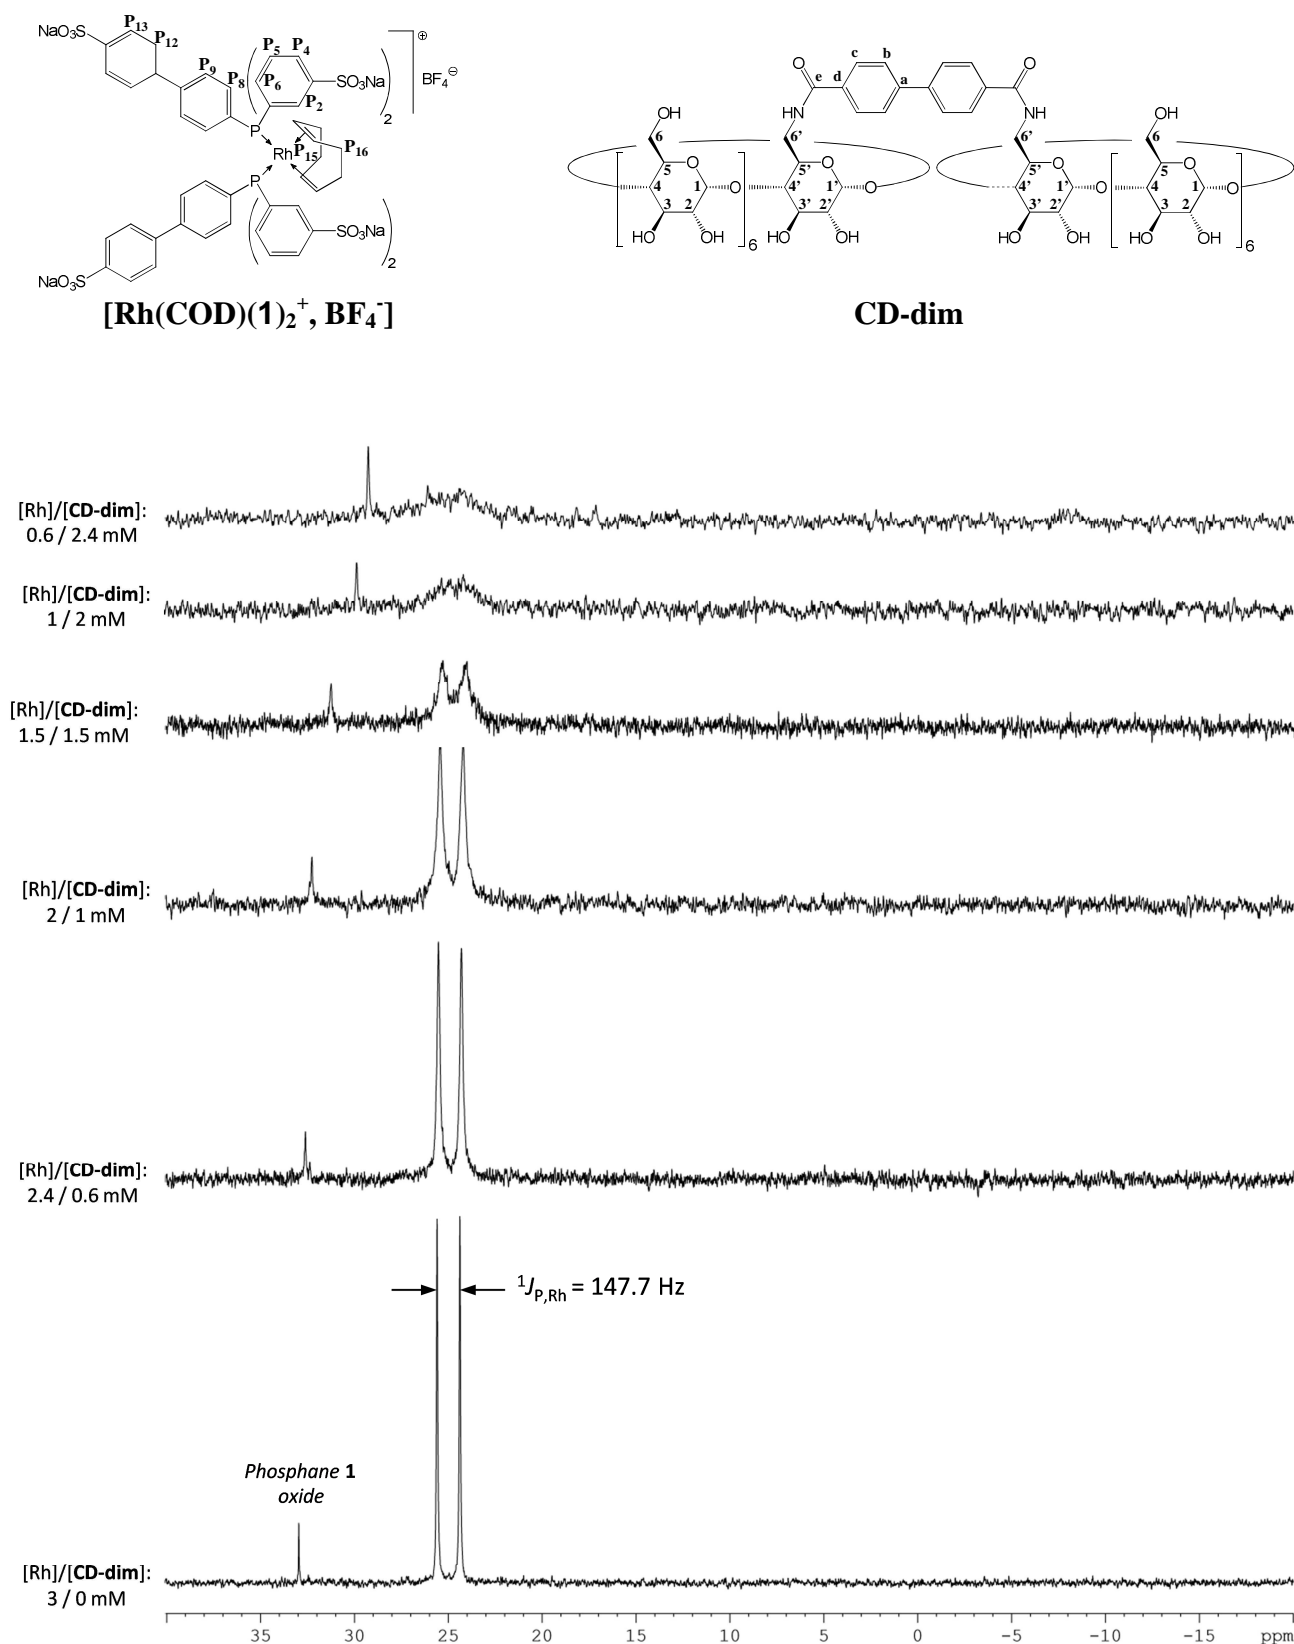 NaO3S P13 P12 P9 P8 P5 P4 P6 P2 SO3Na 2 ⊕ BF4⊖
P Rh P15 P16
P SO3Na 2
NaO3S
[Rh(COD)(1)2+, BF4-]
O e d c b a O
NH NH
OH 6 6' 6' 6 OH
5 O 5' O 5' O 5 O
4 1 O 4' 1' O 4' 1' O 4 1 O
3 2 3' 2' 3' 2' 3 2
HO OH 6 HO OH HO OH HO OH 6
CD-dim
[Rh]/[CD-dim]:
0.6 / 2.4 mM
[Rh]/[CD-dim]:
1 / 2 mM
[Rh]/[CD-dim]:
1.5 / 1.5 mM
[Rh]/[CD-dim]:
2 / 1 mM
[Rh]/[CD-dim]:
2.4 / 0.6 mM
1JP,Rh = 147.7 Hz
Phosphane 1
oxide
[Rh]/[CD-dim]:
3 / 0 mM
35 30 25 20 15 10 5 0 -5 -10 -15 ppm